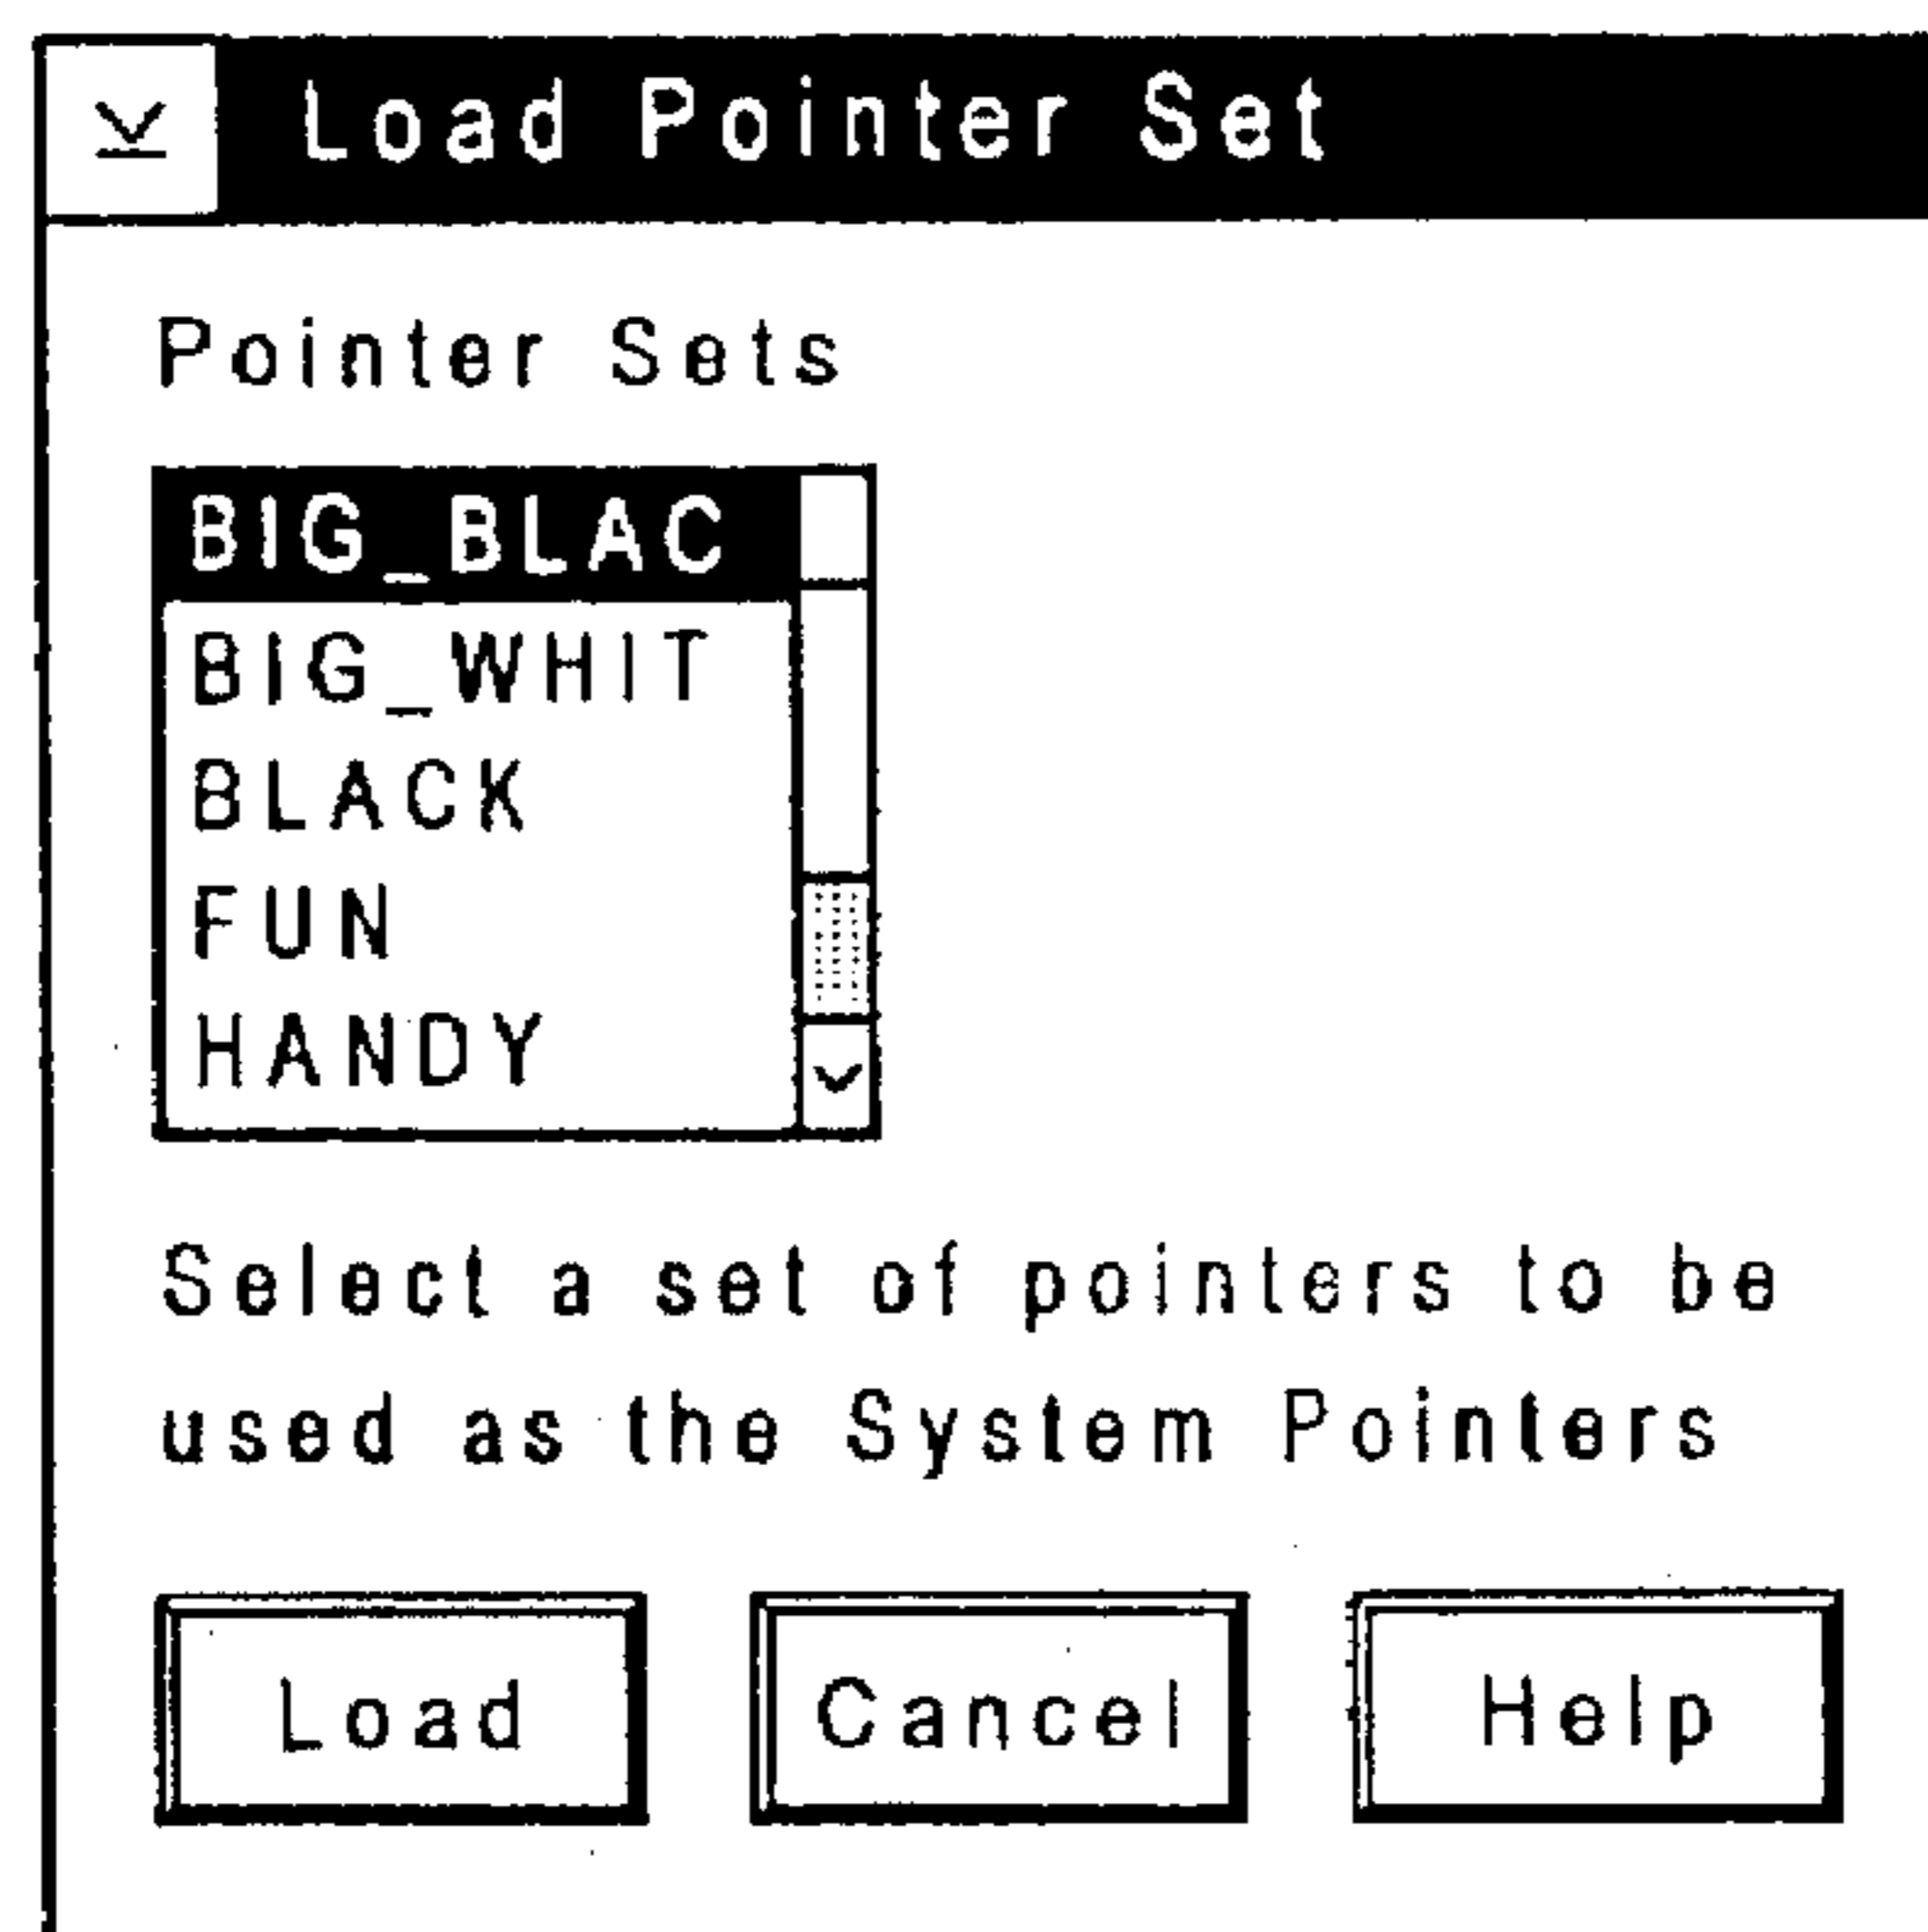 Load Pointer Set
Pointer Sets
BIG_BLAC
BIG_WHIT
BLACK
FUN
HANDY
Select a set of pointers to be
used as the System Pointers
Load Cancel Help